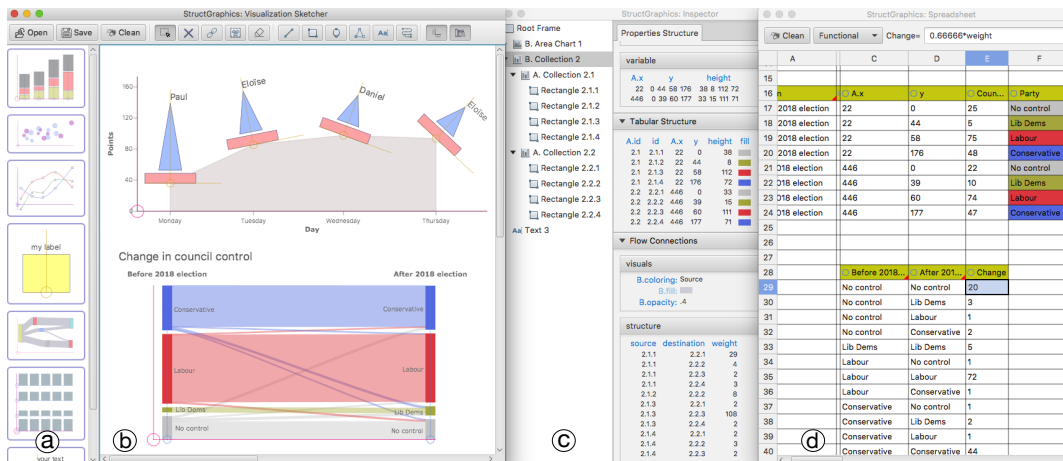 StructGraphics: Visualization Sketcher
Open Save Clean Aa
my label
your text
a
Points
160
120
80
40
0
Paul
Eloïse
Daniel
Eloïse
Monday Tuesday Wednesday Thursday
Day
Change in council control
Before 2018 election After 2018 election
Conservative Conservative
Labour Labour
Lib Dems Lib Dems
No control No control
b
StructGraphics: Inspector
Root Frame
B. Area Chart 1
B. Collection 2
A. Collection 2.1
Rectangle 2.1.1
Rectangle 2.1.2
Rectangle 2.1.3
Rectangle 2.1.4
A. Collection 2.2
Rectangle 2.2.1
Rectangle 2.2.2
Rectangle 2.2.3
Rectangle 2.2.4
Aa Text 3
c
Properties Structure
variable
A.x y height
22 0 44 58 176 38 8 112 72
446 0 39 60 177 33 15 111 71
Tabular Structure
A.id id A.x y height fill
2.1 2.1.1 22 0 38
2.1 2.1.2 22 44 8
2.1 2.1.3 22 58 112
2.1 2.1.4 22 176 72
2.2 2.2.1 446 0 33
2.2 2.2.2 446 39 15
2.2 2.2.3 446 60 111
2.2 2.2.4 446 177 71
Flow Connections
visuals
B.coloring: Source
B.fill:
B.opacity: .4
structure
source destination weight
2.1.1 2.2.1 29
2.1.1 2.2.2 4
2.1.1 2.2.3 2
2.1.1 2.2.4 3
2.1.2 2.2.2 8
2.1.3 2.2.1 2
2.1.3 2.2.3 108
2.1.3 2.2.4 2
2.1.4 2.2.1 2
2.1.4 2.2.2 3
2.1.4 2.2.3 2
StructGraphics: Spreadsheet
Clean Functional Change= 0.66666*weight
A C D E F
15
16 n A.x y Coun... Party
17 2018 election 22 0 25 No control
18 2018 election 22 44 5 Lib Dems
19 2018 election 22 58 75 Labour
20 2018 election 22 176 48 Conservative
21 018 election 446 0 22 No control
22 018 election 446 39 10 Lib Dems
23 018 election 446 60 74 Labour
24 018 election 446 177 47 Conservative
25
26
27
28 Before 2018... After 201... Change
29 No control No control 20
30 No control Lib Dems 3
31 No control Labour 1
32 No control Conservative 2
33 Lib Dems Lib Dems 5
34 Labour No control 1
35 Labour Labour 72
36 Labour Conservative 1
37 Conservative No control 1
38 Conservative Lib Dems 2
39 Conservative Labour 1
40 Conservative Conservative 44
d